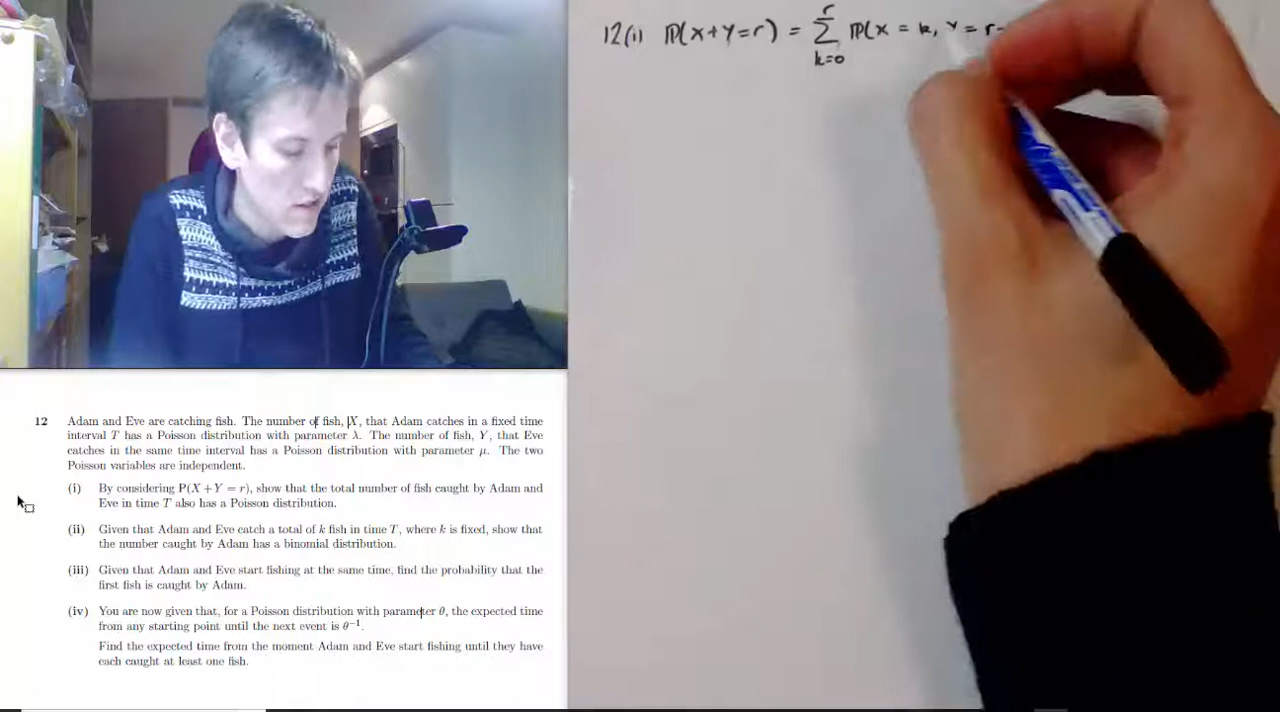 12(i) P(X+Y=r) = r Σ k=0 P(X = k, Y = r-
12 Adam and Eve are catching fish. The number of fish, X, that Adam catches in a fixed time
interval T has a Poisson distribution with parameter λ. The number of fish, Y, that Eve
catches in the same time interval has a Poisson distribution with parameter μ. The two
Poisson variables are independent.
(i) By considering P(X + Y = r), show that the total number of fish caught by Adam and
Eve in time T also has a Poisson distribution.
(ii) Given that Adam and Eve catch a total of k fish in time T, where k is fixed, show that
the number caught by Adam has a binomial distribution.
(iii) Given that Adam and Eve start fishing at the same time, find the probability that the
first fish is caught by Adam.
(iv) You are now given that, for a Poisson distribution with parameter θ, the expected time
from any starting point until the next event is θ⁻¹.
Find the expected time from the moment Adam and Eve start fishing until they have
each caught at least one fish.